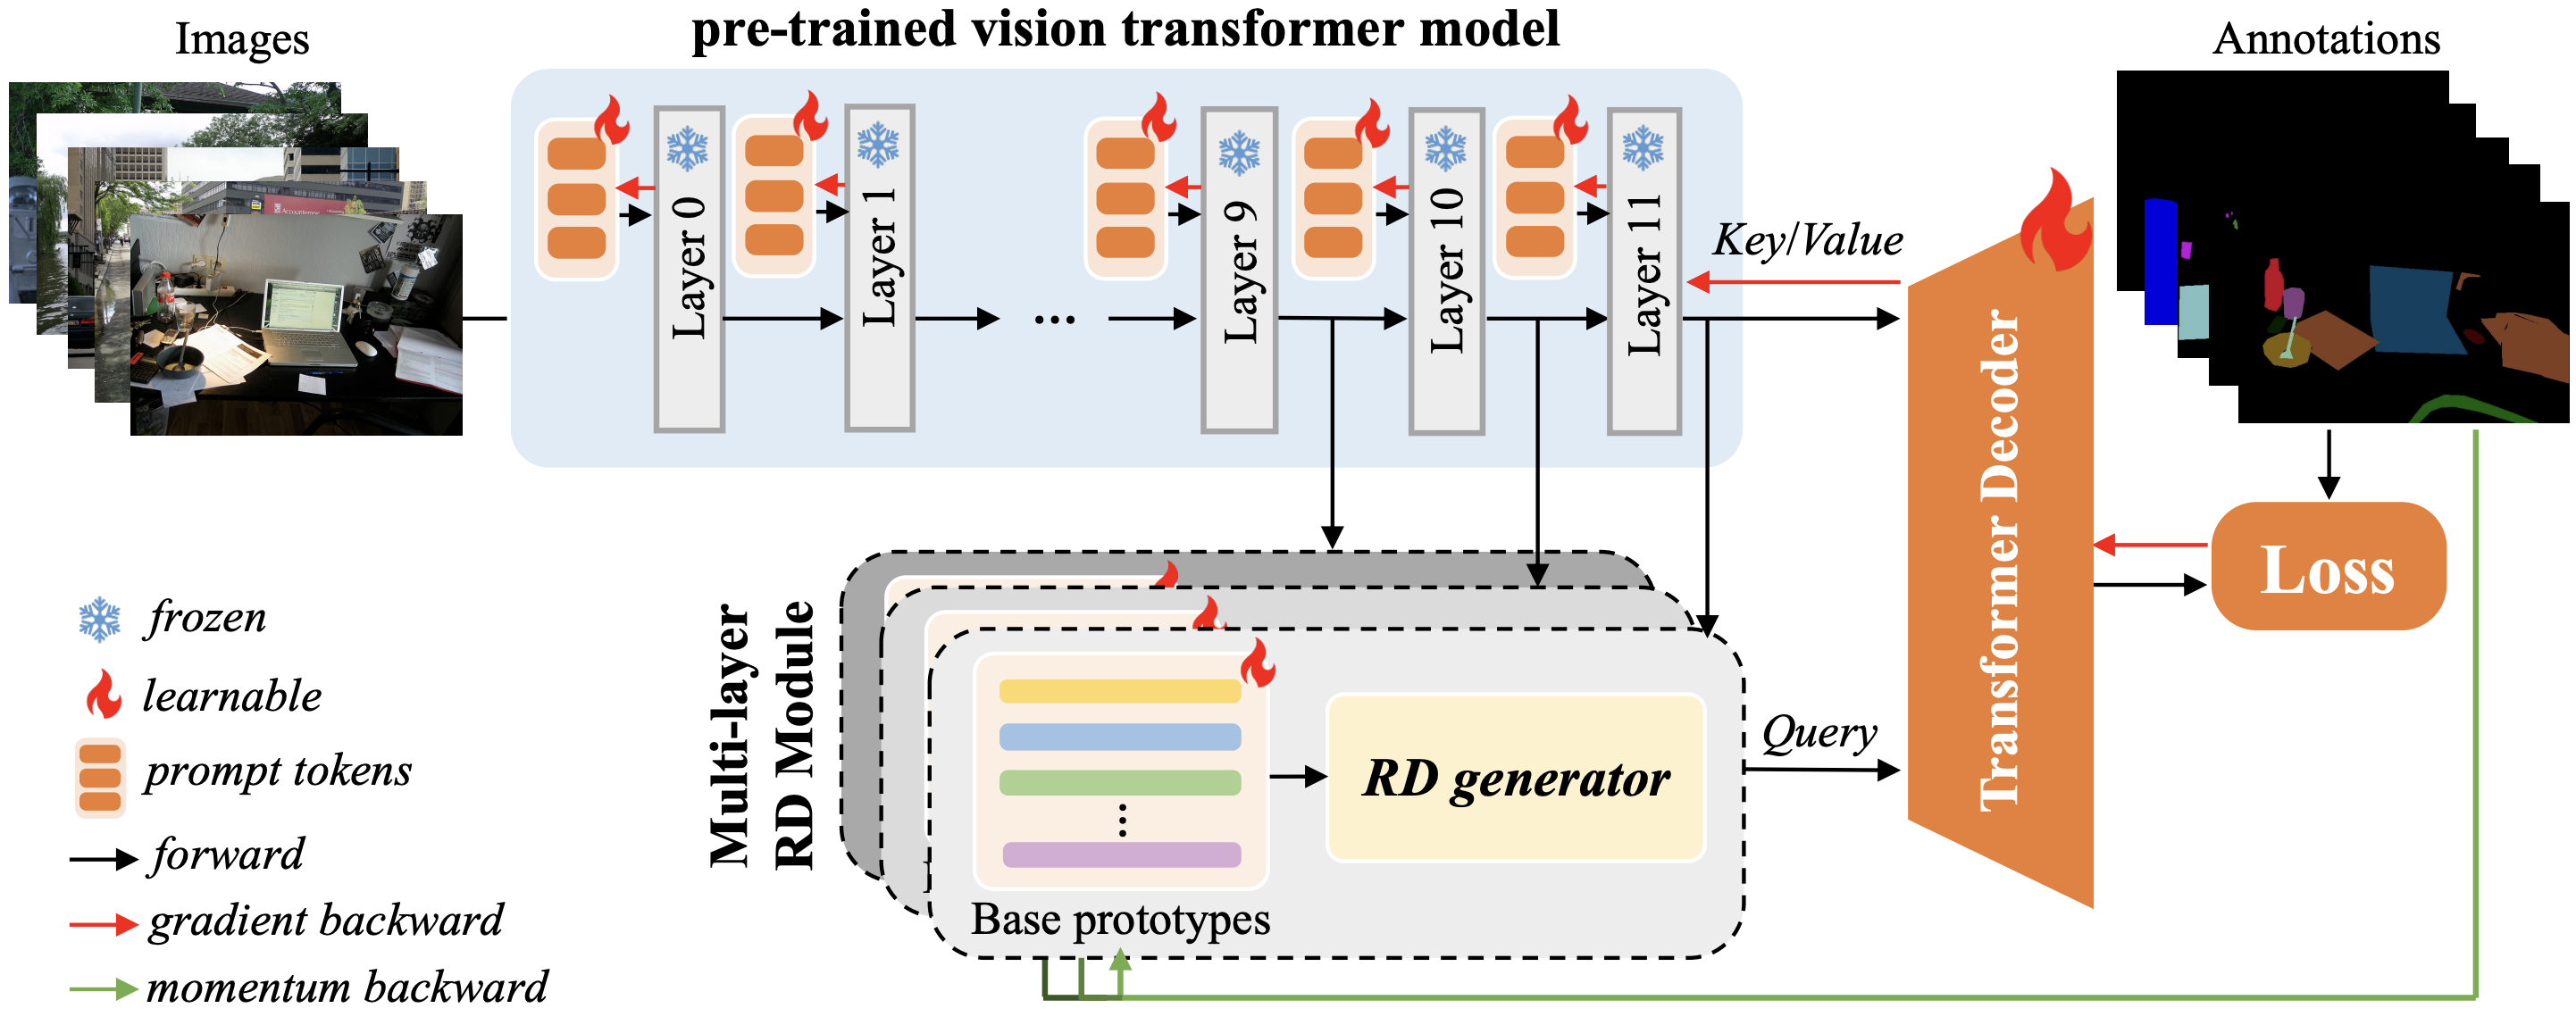 Images
pre-trained vision transformer model
Annotations
Layer 0
Layer 1
...
Layer 9
Layer 10
Layer 11
Key/Value
Transformer Decoder
Loss
Multi-layer
RD Module
RD generator
Query
Base prototypes
frozen
learnable
prompt tokens
forward
gradient backward
momentum backward